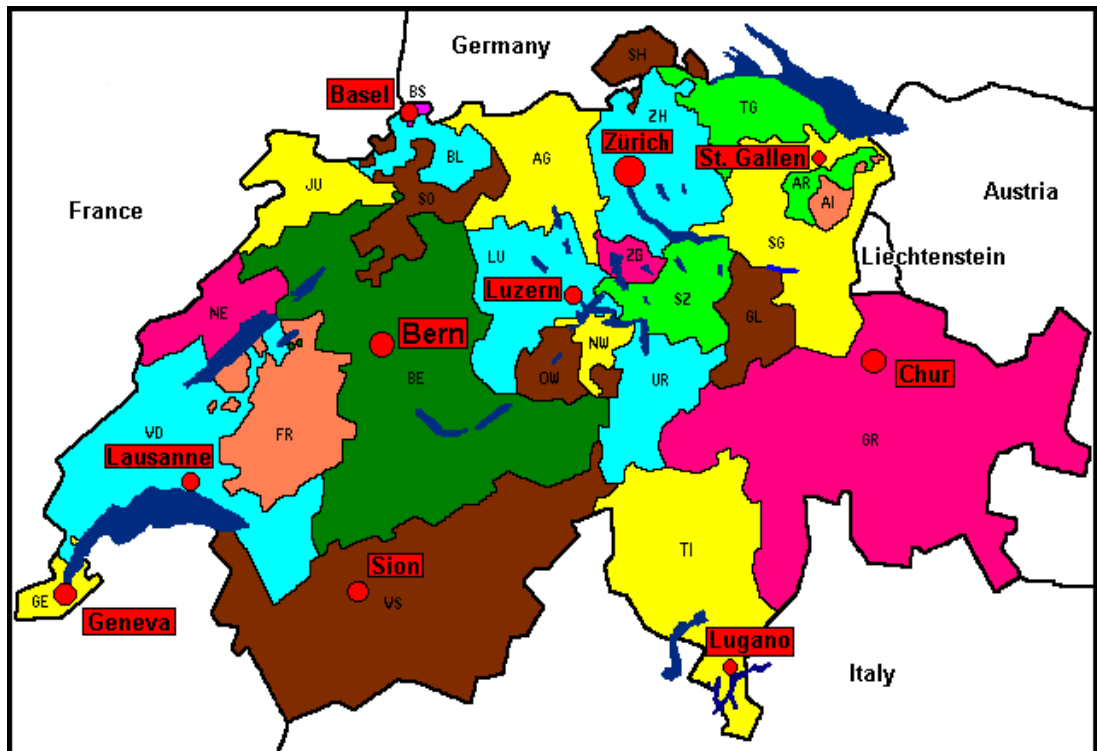 Germany
SH
BS
Basel
TG
ZH
BL
AG
Zürich
St. Gallen
JU
AR
SO
AI
Austria
France
SG
LU
ZG
Liechtenstein
Luzern
SZ
NE
GL
Bern
NW
BE
OW
UR
Chur
VD
FR
GR
Lausanne
TI
Sion
GE
VS
Geneva
Lugano
Italy